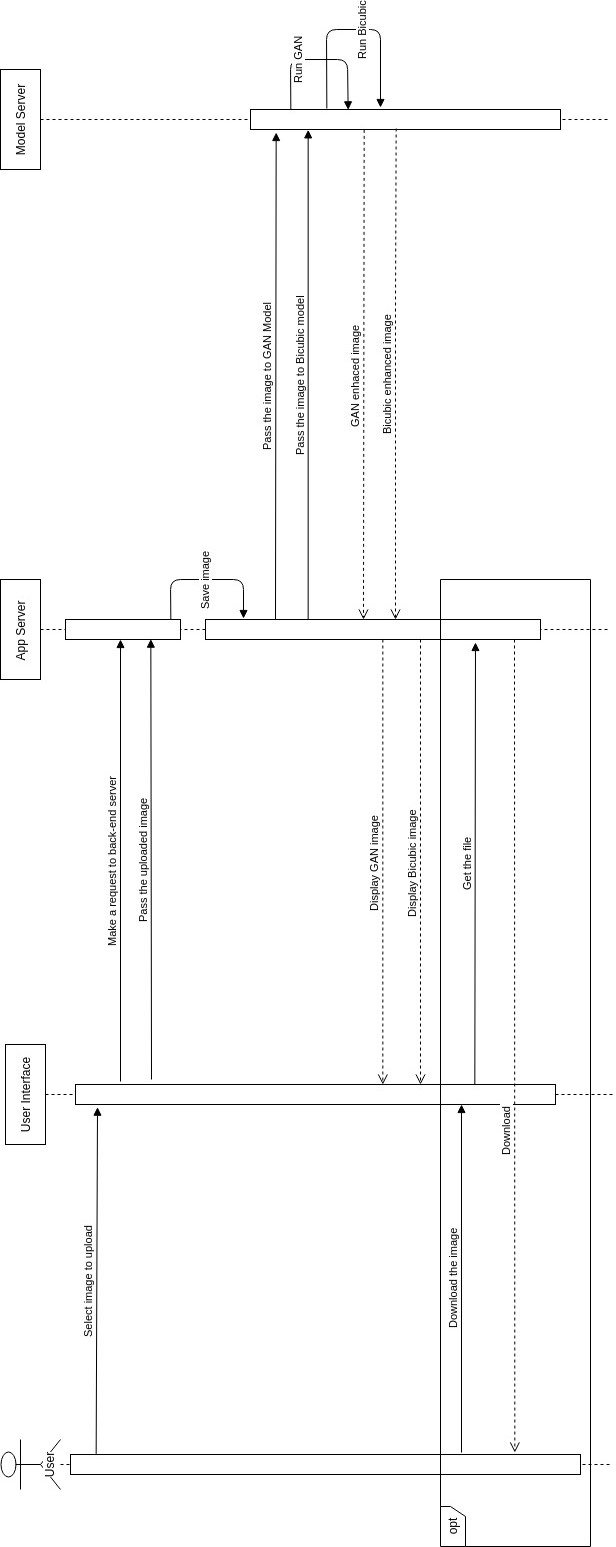 User
User Interface
App Server
Model Server
Select image to upload
Make a request to back-end server
Pass the uploaded image
Save image
Pass the image to GAN Model
Run GAN
Pass the image to Bicubic model
Run Bicubic
GAN enhaced image
Display GAN image
Bicubic enhanced image
Display Bicubic image
opt
Download the image
Get the file
Download